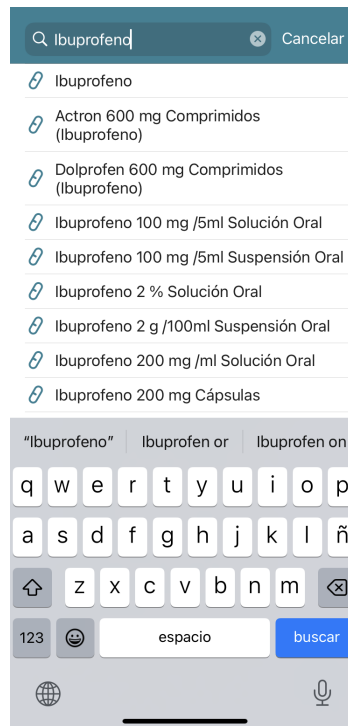 Ibuprofeno
Cancelar
Ibuprofeno
Actron 600 mg Comprimidos
(Ibuprofeno)
Dolprofen 600 mg Comprimidos
(Ibuprofeno)
Ibuprofeno 100 mg /5ml Solución Oral
Ibuprofeno 100 mg /5ml Suspensión Oral
Ibuprofeno 2 % Solución Oral
Ibuprofeno 2 g /100ml Suspensión Oral
Ibuprofeno 200 mg /ml Solución Oral
Ibuprofeno 200 mg Cápsulas
“Ibuprofeno” Ibuprofen or Ibuprofen on
q w e r t y u i o p
a s d f g h j k l ñ
z x c v b n m
123 espacio buscar